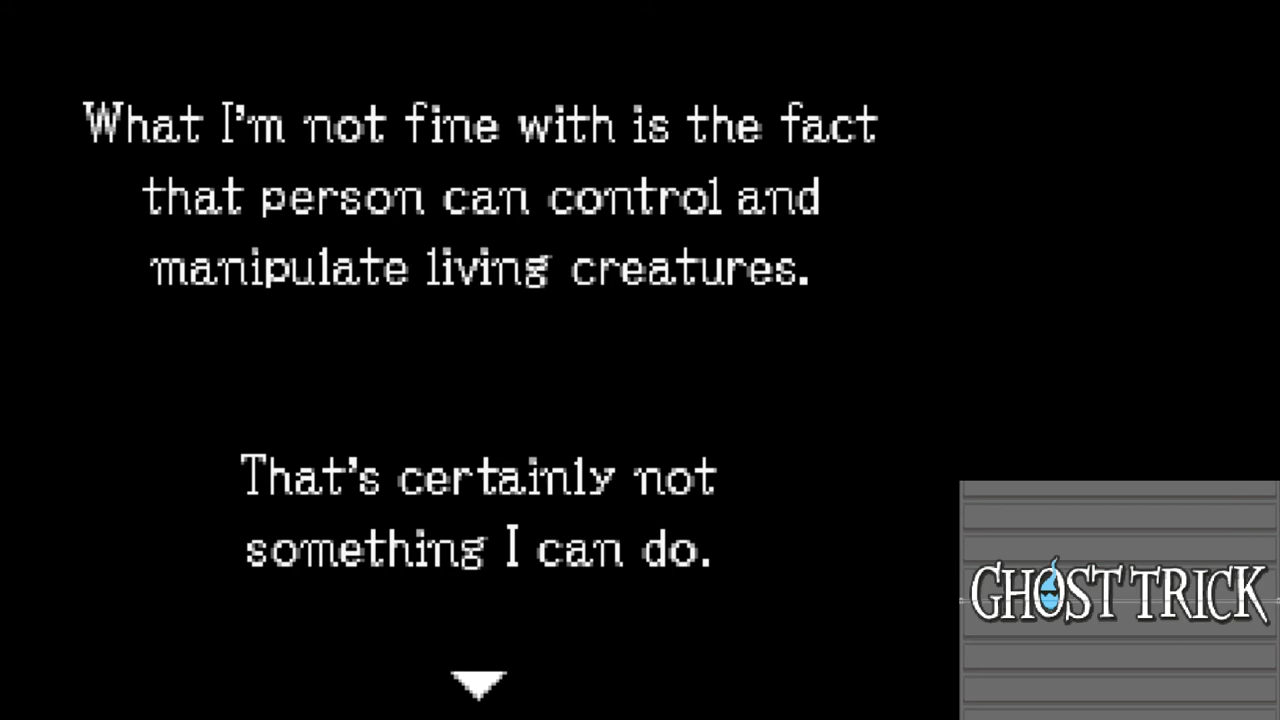 What I'm not fine with is the fact
that person can control and
manipulate living creatures.
That's certainly not
something I can do.
GHOST TRICK